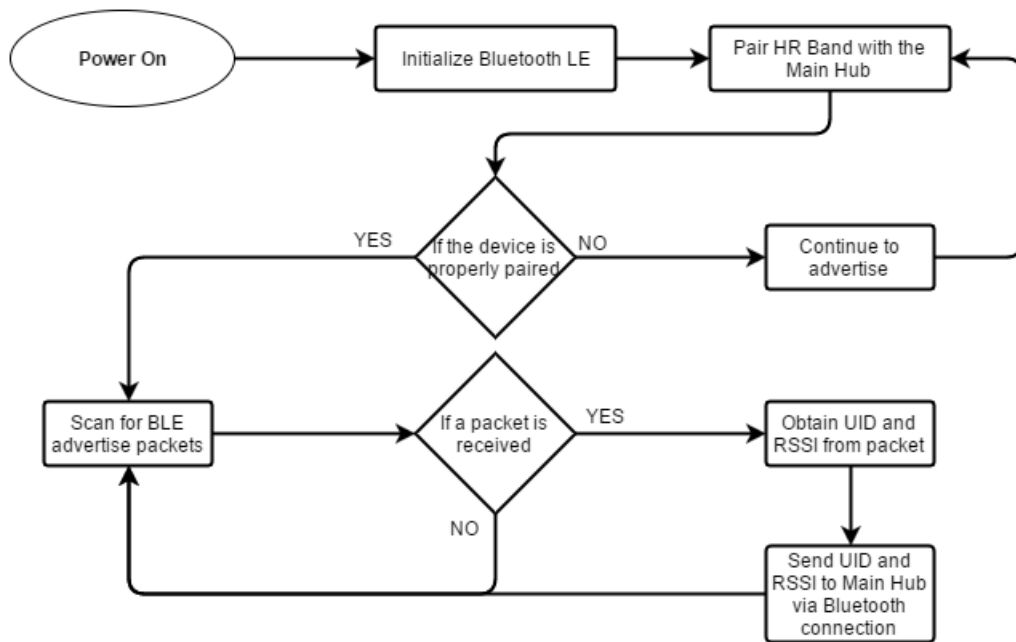 Power On
Initialize Bluetooth LE
Pair HR Band with the
Main Hub
YES
If the device is
properly paired
NO
Continue to
advertise
Scan for BLE
advertise packets
If a packet is
received
YES
Obtain UID and
RSSI from packet
NO
Send UID and
RSSI to Main Hub
via Bluetooth
connection